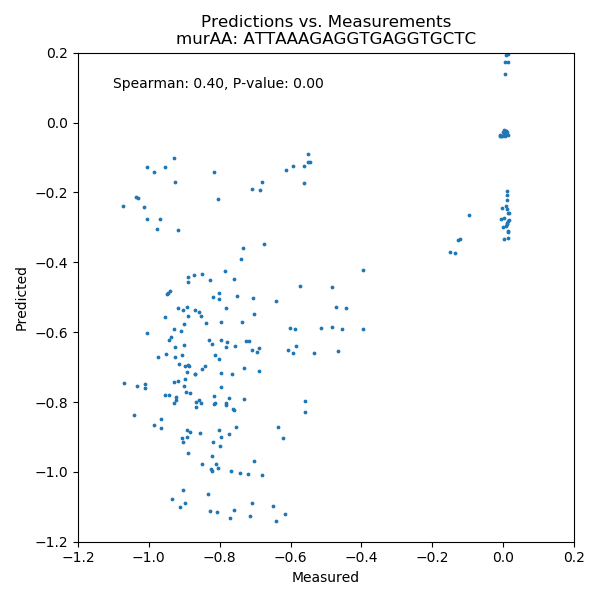 Predictions vs. Measurements
murAA: ATTAAAGAGGTGAGGTGCTC
0.2
Spearman: 0.40, P-value: 0.00
0.0
−0.2
−0.4
Predicted
−0.6
−0.8
−1.0
−1.2
−1.2 −1.0 −0.8 −0.6 −0.4 −0.2 0.0 0.2
Measured